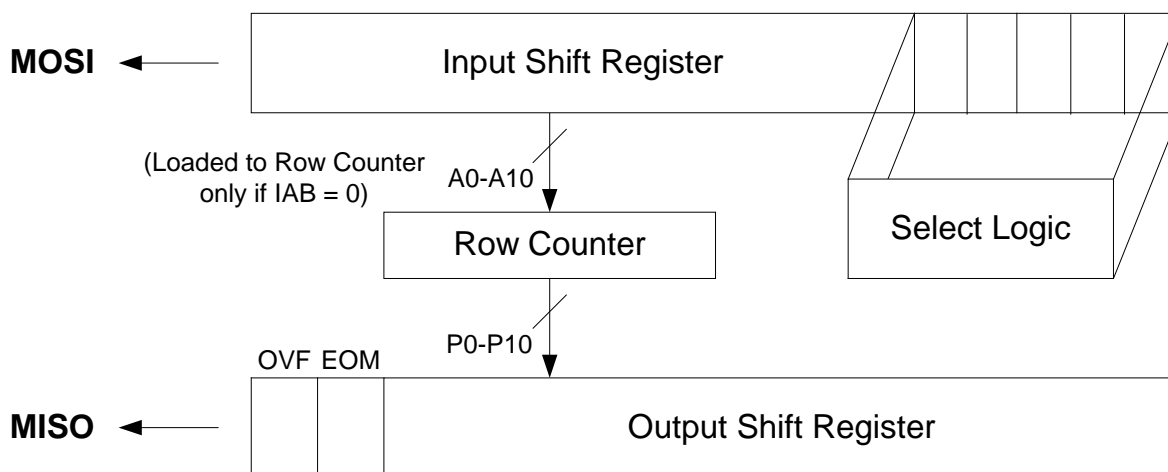 MOSI
Input Shift Register
(Loaded to Row Counter
only if IAB = 0)
A0-A10
Select Logic
Row Counter
P0-P10
OVF EOM
MISO
Output Shift Register